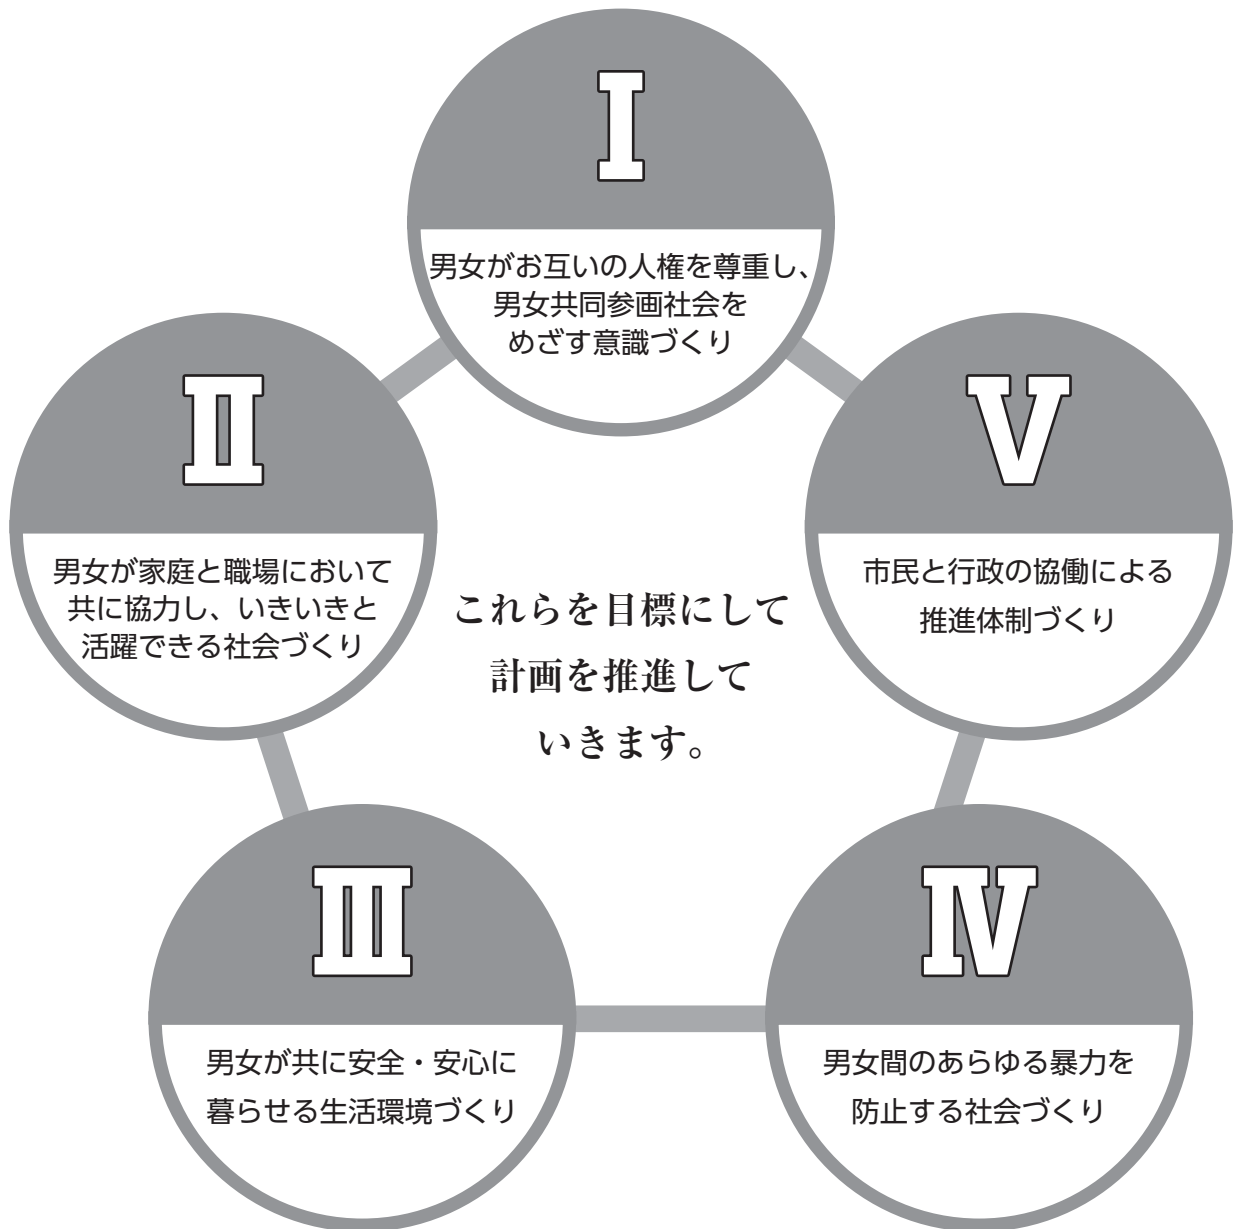 I
男女がお互いの人権を尊重し、
男女共同参画社会を
めざす意識づくり
II
男女が家庭と職場において
共に協力し、いきいきと
活躍できる社会づくり
III
男女が共に安全・安心に
暮らせる生活環境づくり
IV
男女間のあらゆる暴力を
防止する社会づくり
V
市民と行政の協働による
推進体制づくり
これらを目標にして
計画を推進して
いきます。